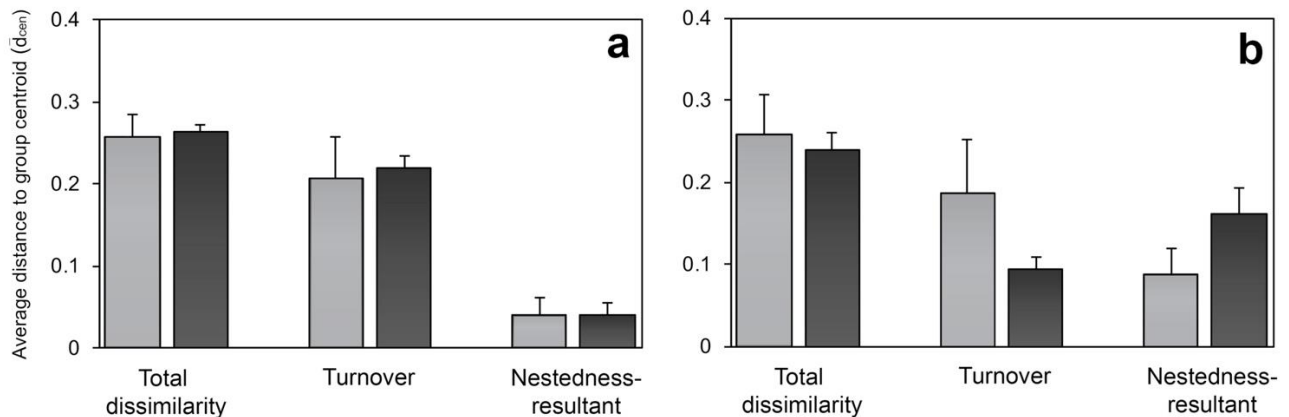 Average distance to group centroid (d̄cen)
0.4
0.3
0.2
0.1
0
a
Total
dissimilarity
Turnover
Nestedness-
resultant
0.4
0.3
0.2
0.1
0
b
Total
dissimilarity
Turnover
Nestedness-
resultant